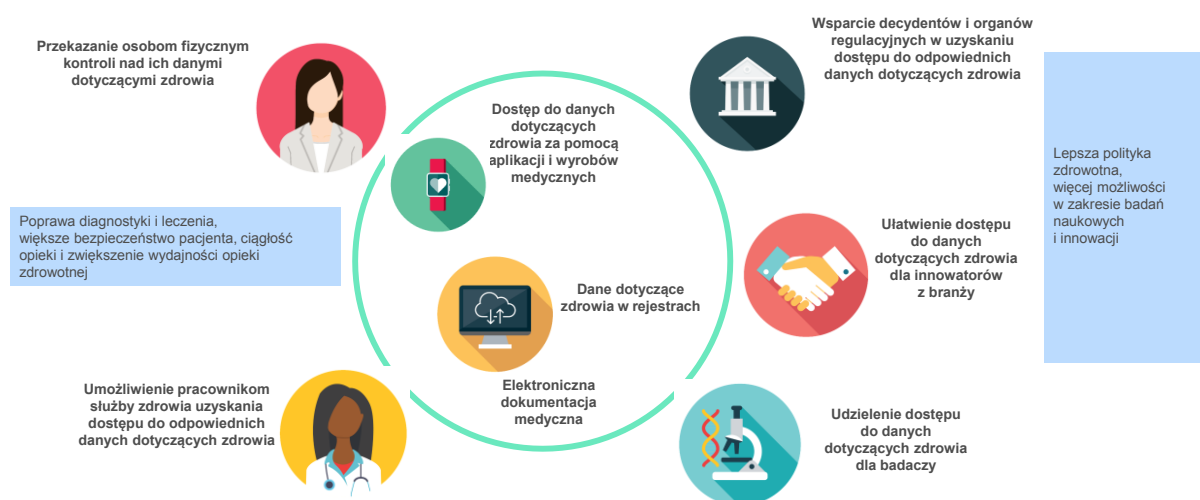 Przekazanie osobom fizycznym
kontroli nad ich danymi
dotyczącymi zdrowia
Poprawa diagnostyki i leczenia,
większe bezpieczeństwo pacjenta, ciągłość
opieki i zwiększenie wydajności opieki
zdrowotnej
Umożliwienie pracownikom
służby zdrowia uzyskania
dostępu do odpowiednich
danych dotyczących zdrowia
Dostęp do danych
dotyczących
zdrowia za pomocą
aplikacji i wyrobów
medycznych
Dane dotyczące
zdrowia w rejestrach
Elektroniczna
dokumentacja
medyczna
Wsparcie decydentów i organów
regulacyjnych w uzyskaniu
dostępu do odpowiednich
danych dotyczących zdrowia
Ułatwienie dostępu
do danych
dotyczących zdrowia
dla innowatorów
z branży
Udzielenie dostępu
do danych
dotyczących zdrowia
dla badaczy
Lepsza polityka
zdrowotna,
więcej możliwości
w zakresie badań
naukowych
i innowacji